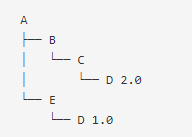 A
├── B
│   └── C
│       └── D 2.0
└── E
    └── D 1.0